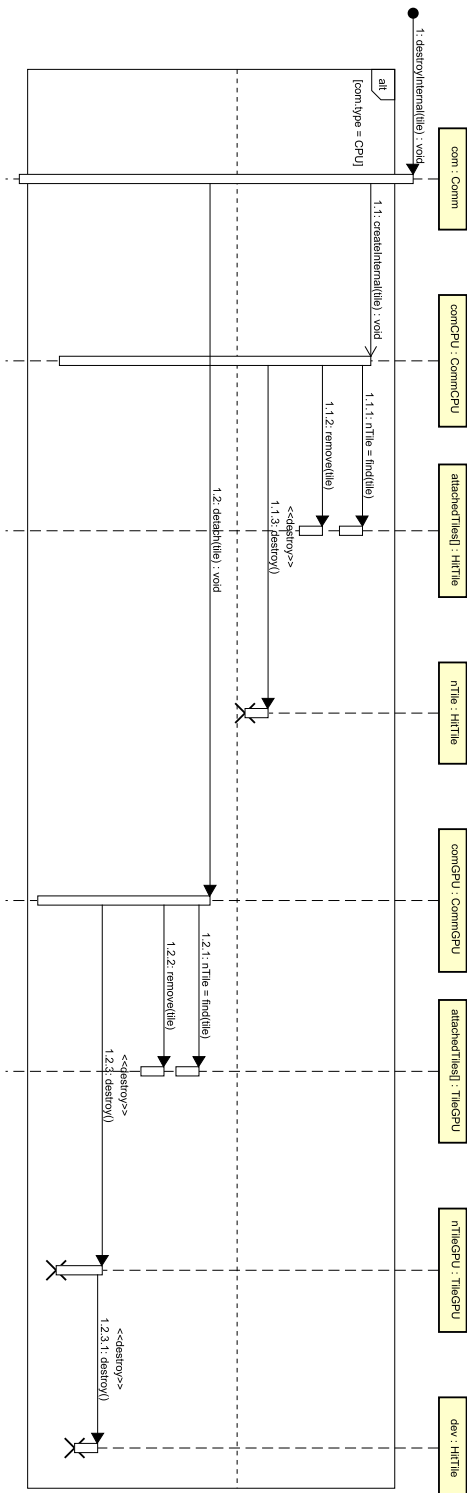 com : Comm
comCPU : CommCPU
attachedTiles[] : HitTile
nTile : HitTile
comGPU : CommGPU
attachedTiles[] : TileGPU
nTileGPU : TileGPU
dev : HitTile
1: destroyInternal(tile) : void
alt
[com.type = CPU]
1.1: createInternal(tile) : void
1.1.1: nTile = find(tile)
1.1.2: remove(tile)
<<destroy>>
1.1.3: destroy()
1.2: detach(tile) : void
1.2.1: nTile = find(tile)
1.2.2: remove(tile)
<<destroy>>
1.2.3: destroy()
<<destroy>>
1.2.3.1: destroy()